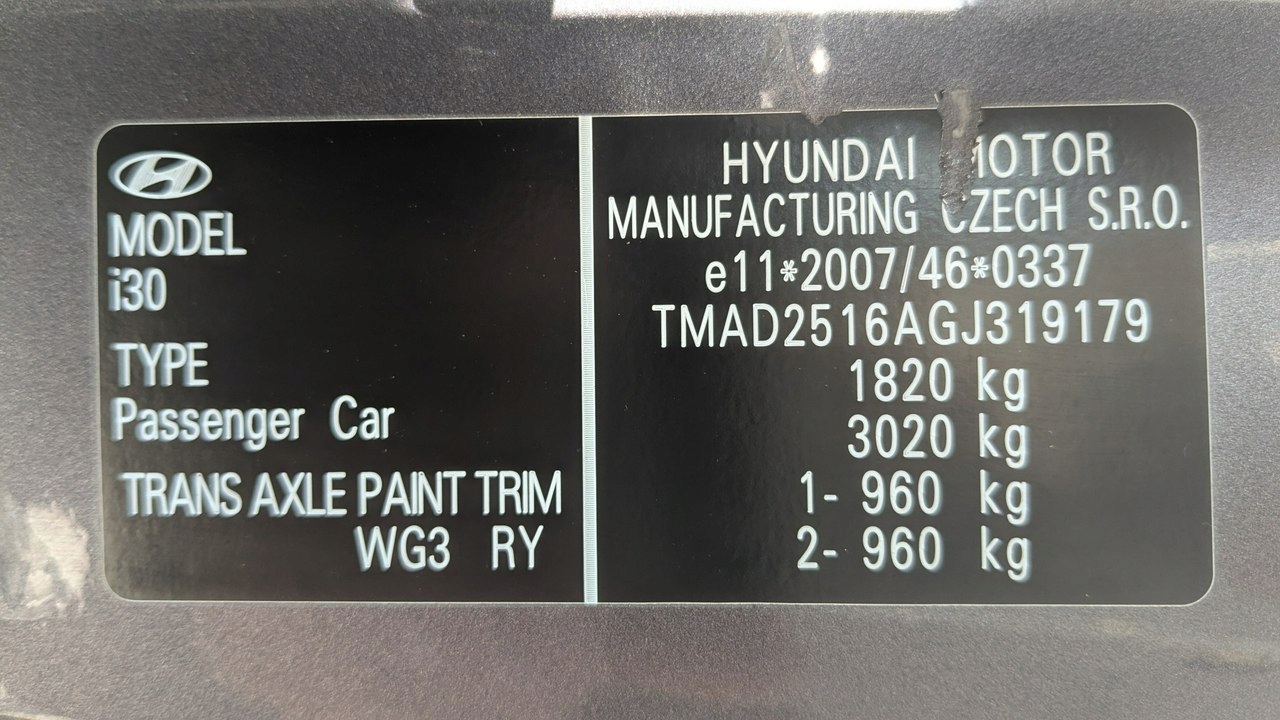 MODEL
i30
TYPE
Passenger Car
TRANS AXLE PAINT TRIM
WG3 RY
HYUNDAI MOTOR
MANUFACTURING CZECH S.R.O.
e11*2007/46*0337
TMAD2516AGJ319179
1820 kg
3020 kg
1- 960 kg
2- 960 kg